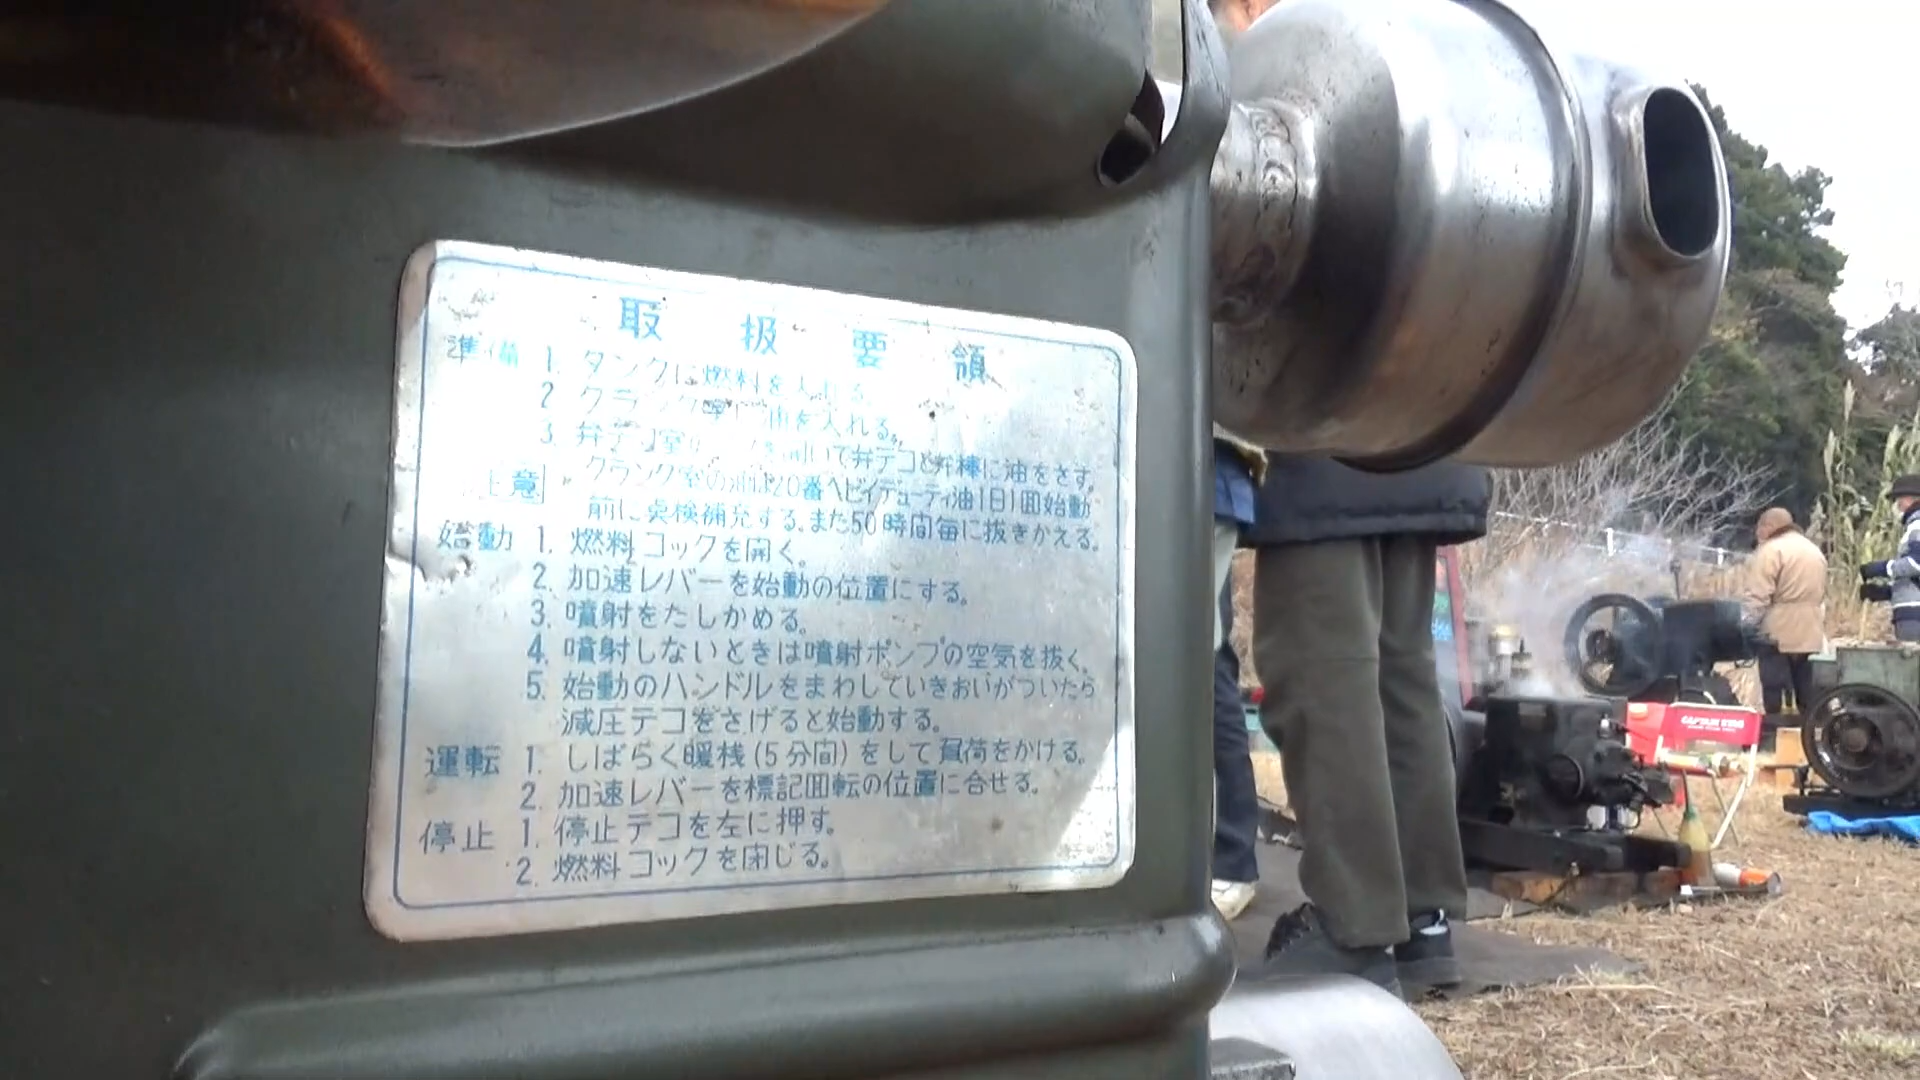 取扱要領
準備 1. タンクに燃料を入れる。
2 クランク室に油を入れる。
3. 弁テコ室 いて弁テコと弁棒に油をさす。
注意 クランク室の油は20番ヘビイデューティ油1日1回始動
前に点検補充する。また50時間毎に抜きかえる。
始動 1. 燃料コックを開く。
2. 加速レバーを始動の位置にする。
3. 噴射をたしかめる。
4. 噴射しないときは噴射ポンプの空気を抜く。
5. 始動のハンドルをまわしていきおいがついたら
減圧テコをさげると始動する。
運転 1. しばらく暖桟(5分間)をして負荷をかける。
2. 加速レバーを標記回転の位置に合せる。
停止 1. 停止テコを左に押す。
2. 燃料コックを閉じる。
CAPTAIN STAG